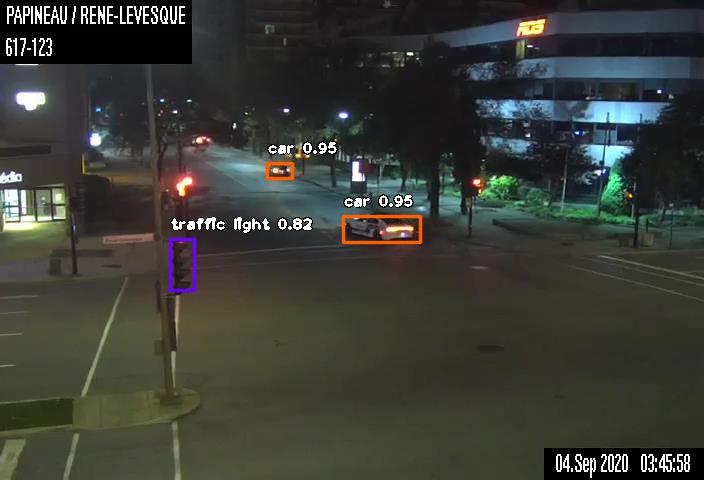 PAPINEAU / RENE-LEVESQUE
617-123
car 0.95
car 0.95
traffic light 0.82
04.Sep 2020 03:45:58